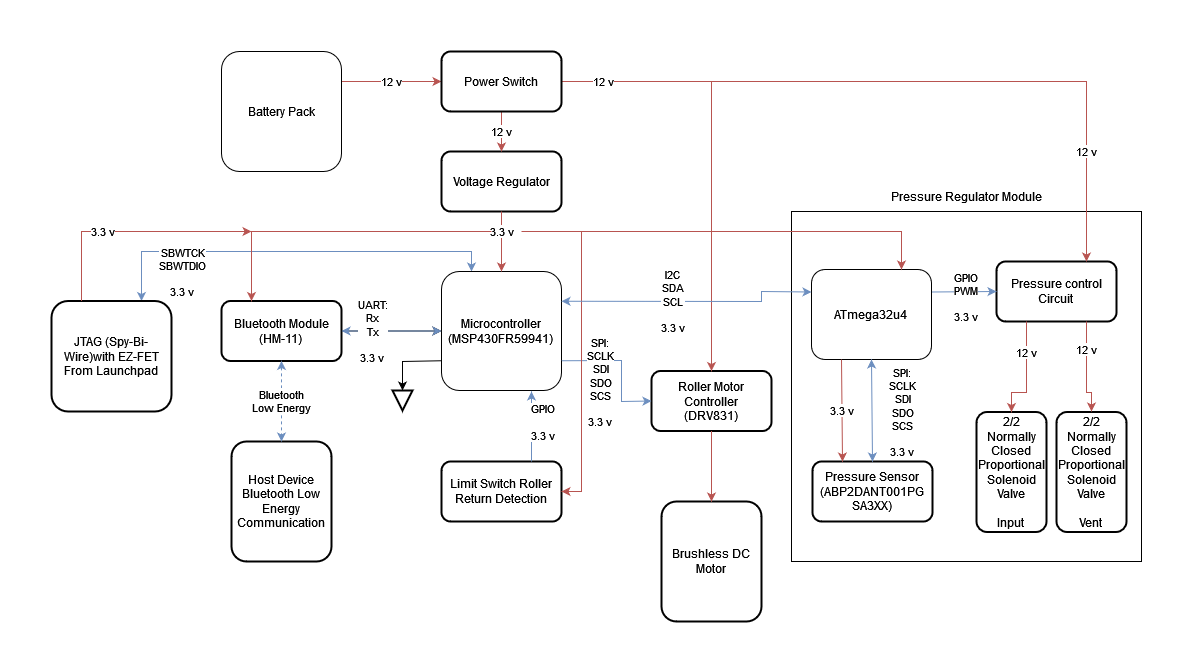 Battery Pack
12 v
Power Switch
12 v
12 v
Voltage Regulator
12 v
Pressure Regulator Module
3.3 v
3.3 v
SBWTCK
SBWTDIO
3.3 v
JTAG (Spy-Bi-
Wire)with EZ-FET
From Launchpad
Bluetooth Module
(HM-11)
UART:
Rx
Tx
3.3 v
Microcontroller
(MSP430FR59941)
I2C
SDA
SCL
3.3 v
ATmega32u4
GPIO
PWM
3.3 v
Pressure control
Circuit
SPI:
SCLK
SDI
SDO
SCS
3.3 v
Roller Motor
Controller
(DRV831)
Bluetooth
Low Energy
GPIO
3.3 v
3.3 v
SPI:
SCLK
SDI
SDO
SCS
3.3 v
12 v
12 v
Host Device
Bluetooth Low
Energy
Communication
Limit Switch Roller
Return Detection
Brushless DC
Motor
Pressure Sensor
(ABP2DANT001PG
SA3XX)
2/2
Normally
Closed
Proportional
Solenoid
Valve
Input
2/2
Normally
Closed
Proportional
Solenoid
Valve
Vent